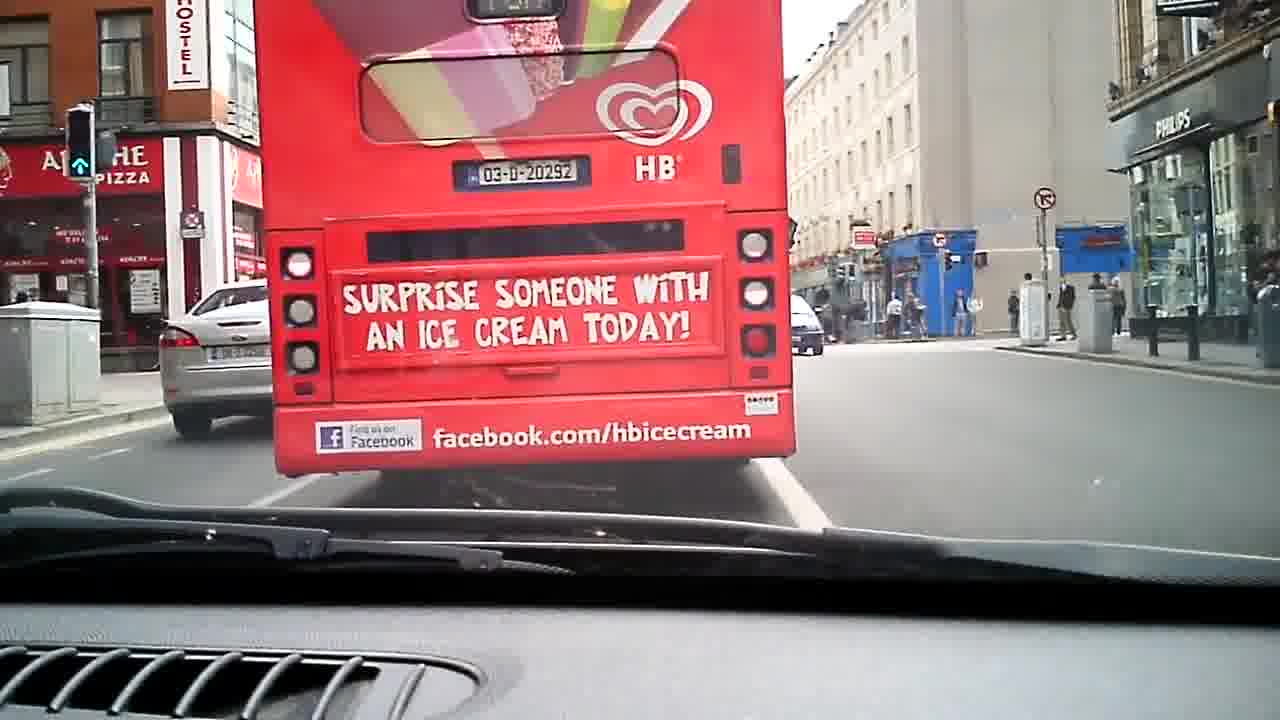 HOSTEL
APACHE
PIZZA
03-D-20292
HB
PHILIPS
SURPRISE SOMEONE WITH
AN ICE CREAM TODAY!
Find us on
Facebook
facebook.com/hbicecream